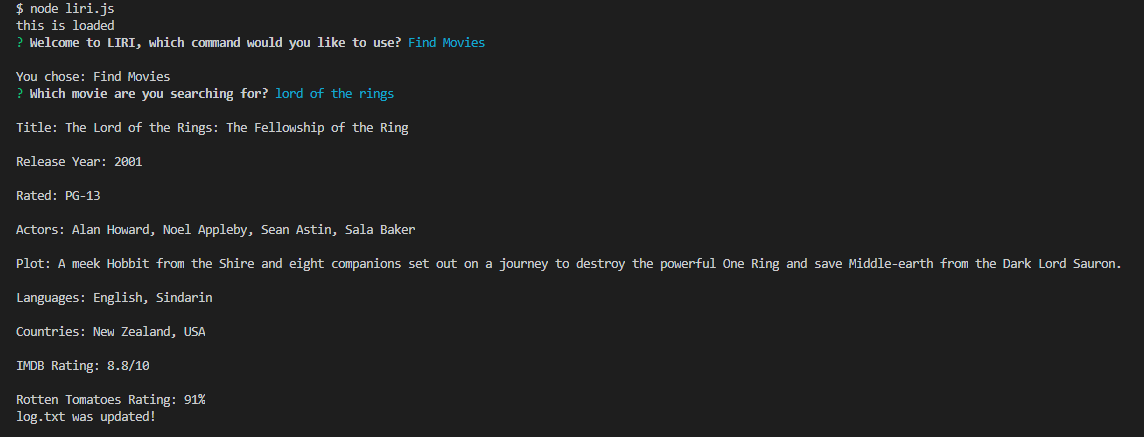 $ node liri.js
this is loaded
? Welcome to LIRI, which command would you like to use? Find Movies
You chose: Find Movies
? Which movie are you searching for? lord of the rings
Title: The Lord of the Rings: The Fellowship of the Ring
Release Year: 2001
Rated: PG-13
Actors: Alan Howard, Noel Appleby, Sean Astin, Sala Baker
Plot: A meek Hobbit from the Shire and eight companions set out on a journey to destroy the powerful One Ring and save Middle-earth from the Dark Lord Sauron.
Languages: English, Sindarin
Countries: New Zealand, USA
IMDB Rating: 8.8/10
Rotten Tomatoes Rating: 91%
log.txt was updated!